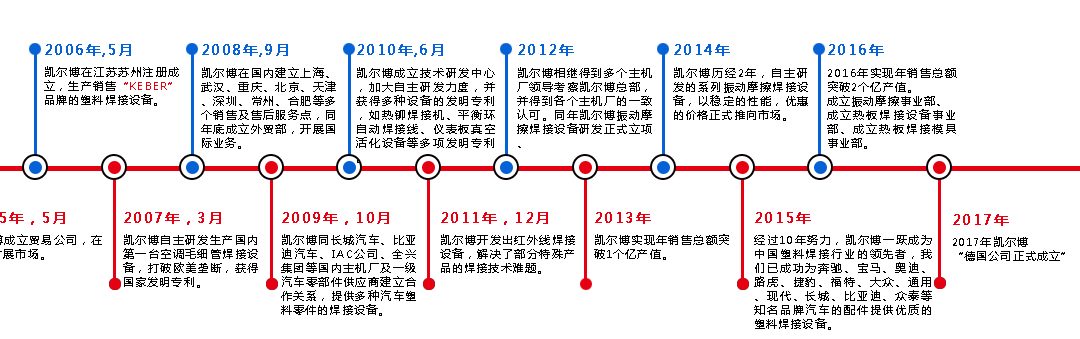 2006年,5月
凯尔博在江苏苏州注册成
立，生产销售“KEBER”
品牌的塑料焊接设备。
2008年,9月
凯尔博在国内建立上海、
武汉、重庆、北京、天津
、深圳、常州、合肥等多
个销售及售后服务点，同
年底成立外贸部，开展国
际业务。
2010年,6月
凯尔博成立技术研发中心
，加大自主研发力度，并
获得多种设备的发明专利
，如热铆焊接机、平衡环
自动焊接线、仪表板真空
活化设备等多项发明专利
2012年
凯尔博相继得到多个主机
厂领导考察凯尔博总部，
并得到各个主机厂的一致
认可。同年凯尔博振动摩
擦焊接设备研发正式立项
、
2014年
凯尔博历经2年，自主研
发的系列振动摩擦焊接设
备，以稳定的性能，优惠
的价格正式推向市场。
2016年
2016年实现年销售总额
突破2个亿产值。
成立振动摩擦事业部、
成立热板焊接设备事业
部、成立热板焊接模具
事业部。
5年，5月
成立贸易公司，在
展市场。
2007年，3月
凯尔博自主研发生产国内
第一台空调毛细管焊接设
备，打破欧美垄断，获得
国家发明专利。
2009年，10月
凯尔博同长城汽车、比亚
迪汽车、IAC公司、全兴
集团等国内主机厂及一级
汽车零部件供应商建立合
作关系，提供多种汽车塑
料零件的焊接设备。
2011年，12月
凯尔博开发出红外线焊接
设备，解决了部分特殊产
品的焊接技术难题。
2013年
凯尔博实现年销售总额突
破1个亿产值。
2015年
经过10年努力，凯尔博一跃成为
中国塑料焊接行业的领先者，我
们已成功为奔驰、宝马、奥迪、
路虎、捷豹、福特、大众、通用
、现代、长城、比亚迪、众泰等
知名品牌汽车的配件提供优质的
塑料焊接设备。
2017年
2017年凯尔博
“德国公司正式成立”